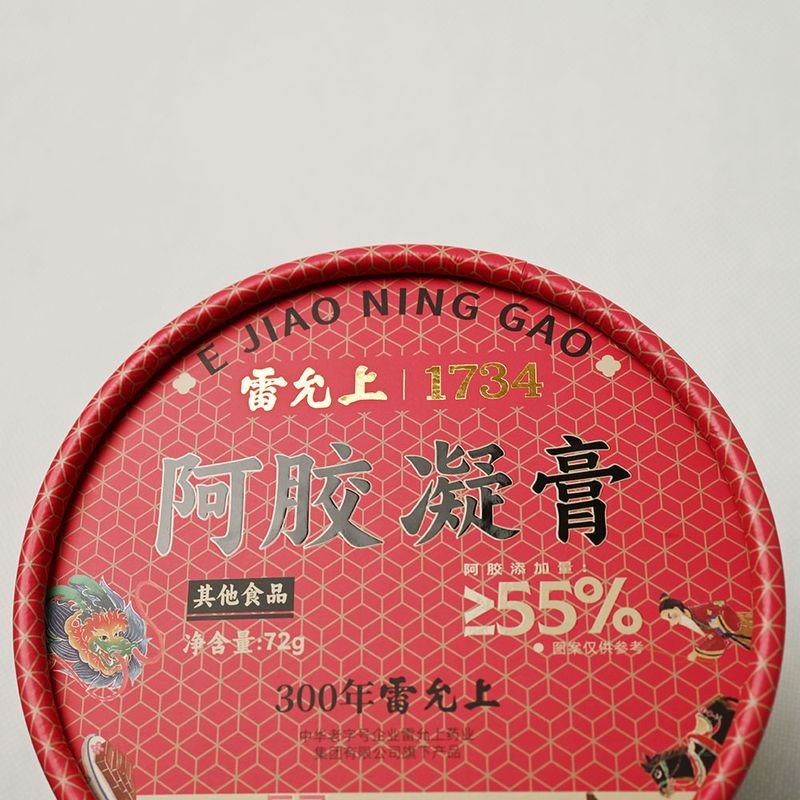 E JIAO NING GAO
雷允上 | 1734
阿胶凝膏
其他食品
净含量:72g
阿胶添加量:
≥55%
•图案仅供参考
300年雷允上
中华老字号企业雷允上药业
集团有限公司旗下产品